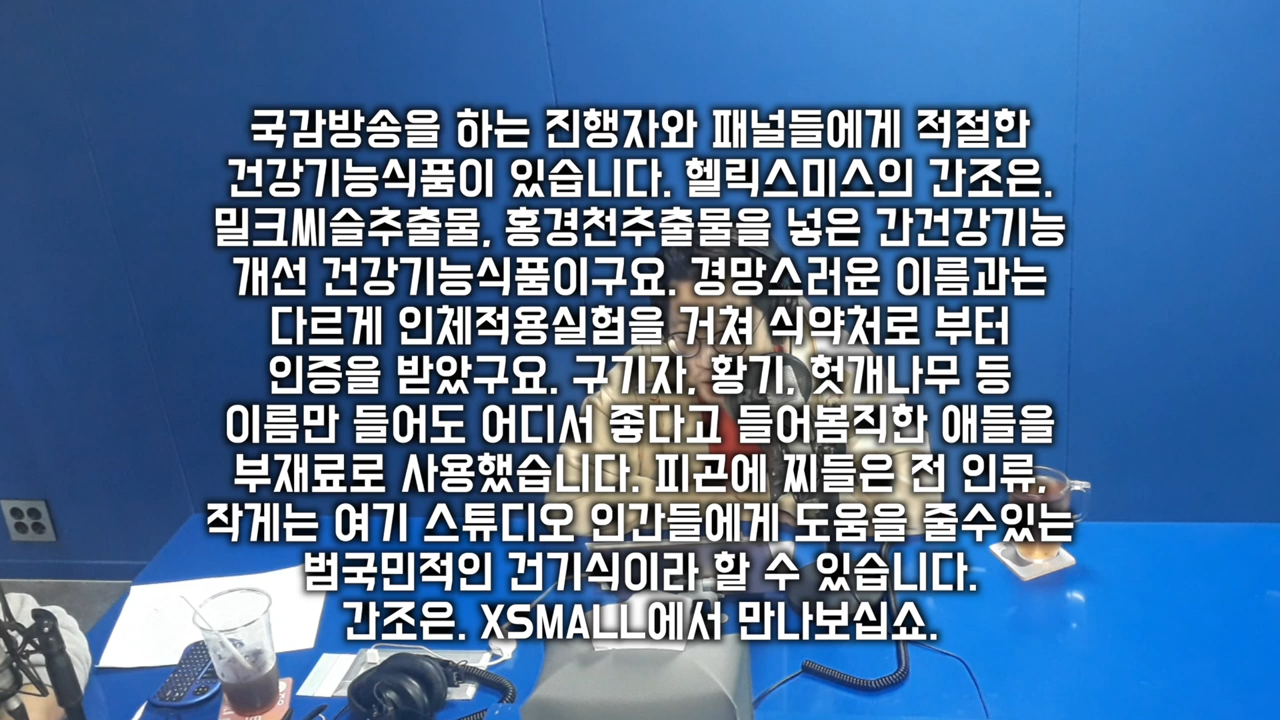 국감방송을 하는 진행자와 패널들에게 적절한
건강기능식품이 있습니다. 헬릭스미스의 간조은.
밀크씨슬추출물, 홍경천추출물을 넣은 간건강기능
개선 건강기능식품이구요. 경망스러운 이름과는
다르게 인체적용실험을 거쳐 식약처로 부터
인증을 받았구요. 구기자, 황기, 헛개나무 등
이름만 들어도 어디서 좋다고 들어봄직한 애들을
부재료로 사용했습니다. 피곤에 찌들은 전 인류,
작게는 여기 스튜디오 인간들에게 도움을 줄수있는
범국민적인 건기식이라 할 수 있습니다.
간조은. XSMALL에서 만나보십쇼.